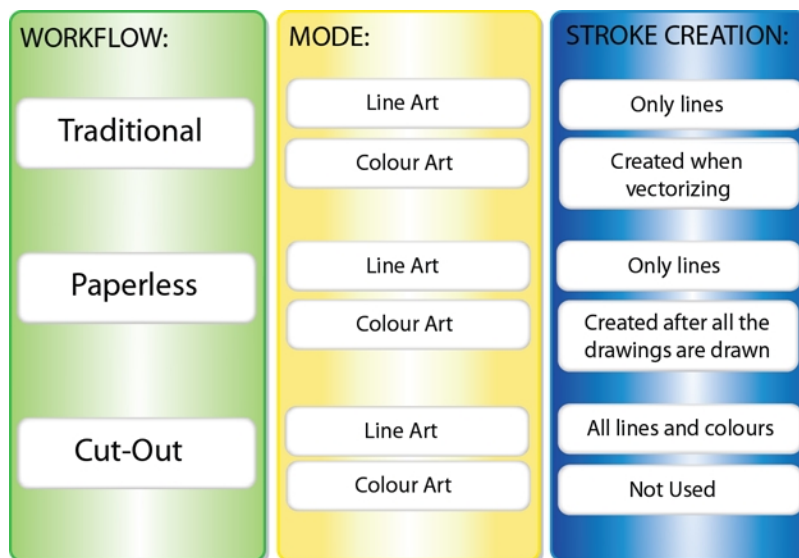 WORKFLOW:
MODE:
STROKE CREATION:
Traditional
Line Art
Only lines
Colour Art
Created when
vectorizing
Paperless
Line Art
Only lines
Colour Art
Created after all the
drawings are drawn
Cut-Out
Line Art
All lines and colours
Colour Art
Not Used